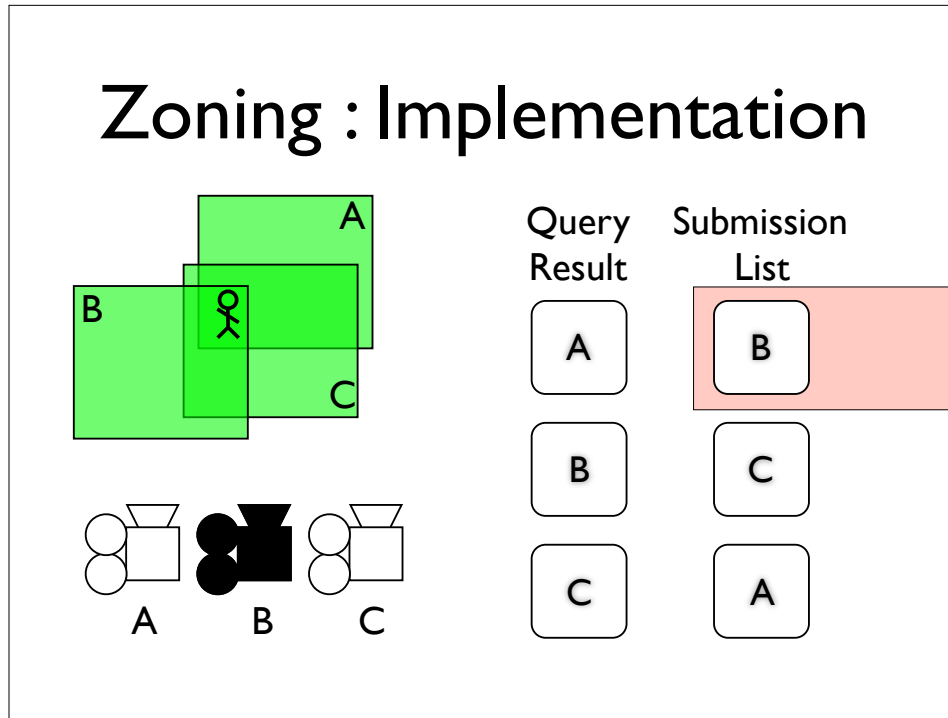 Zoning : Implementation
A
B
C
A
B
C
Query
Result
A
B
C
Submission
List
B
C
A